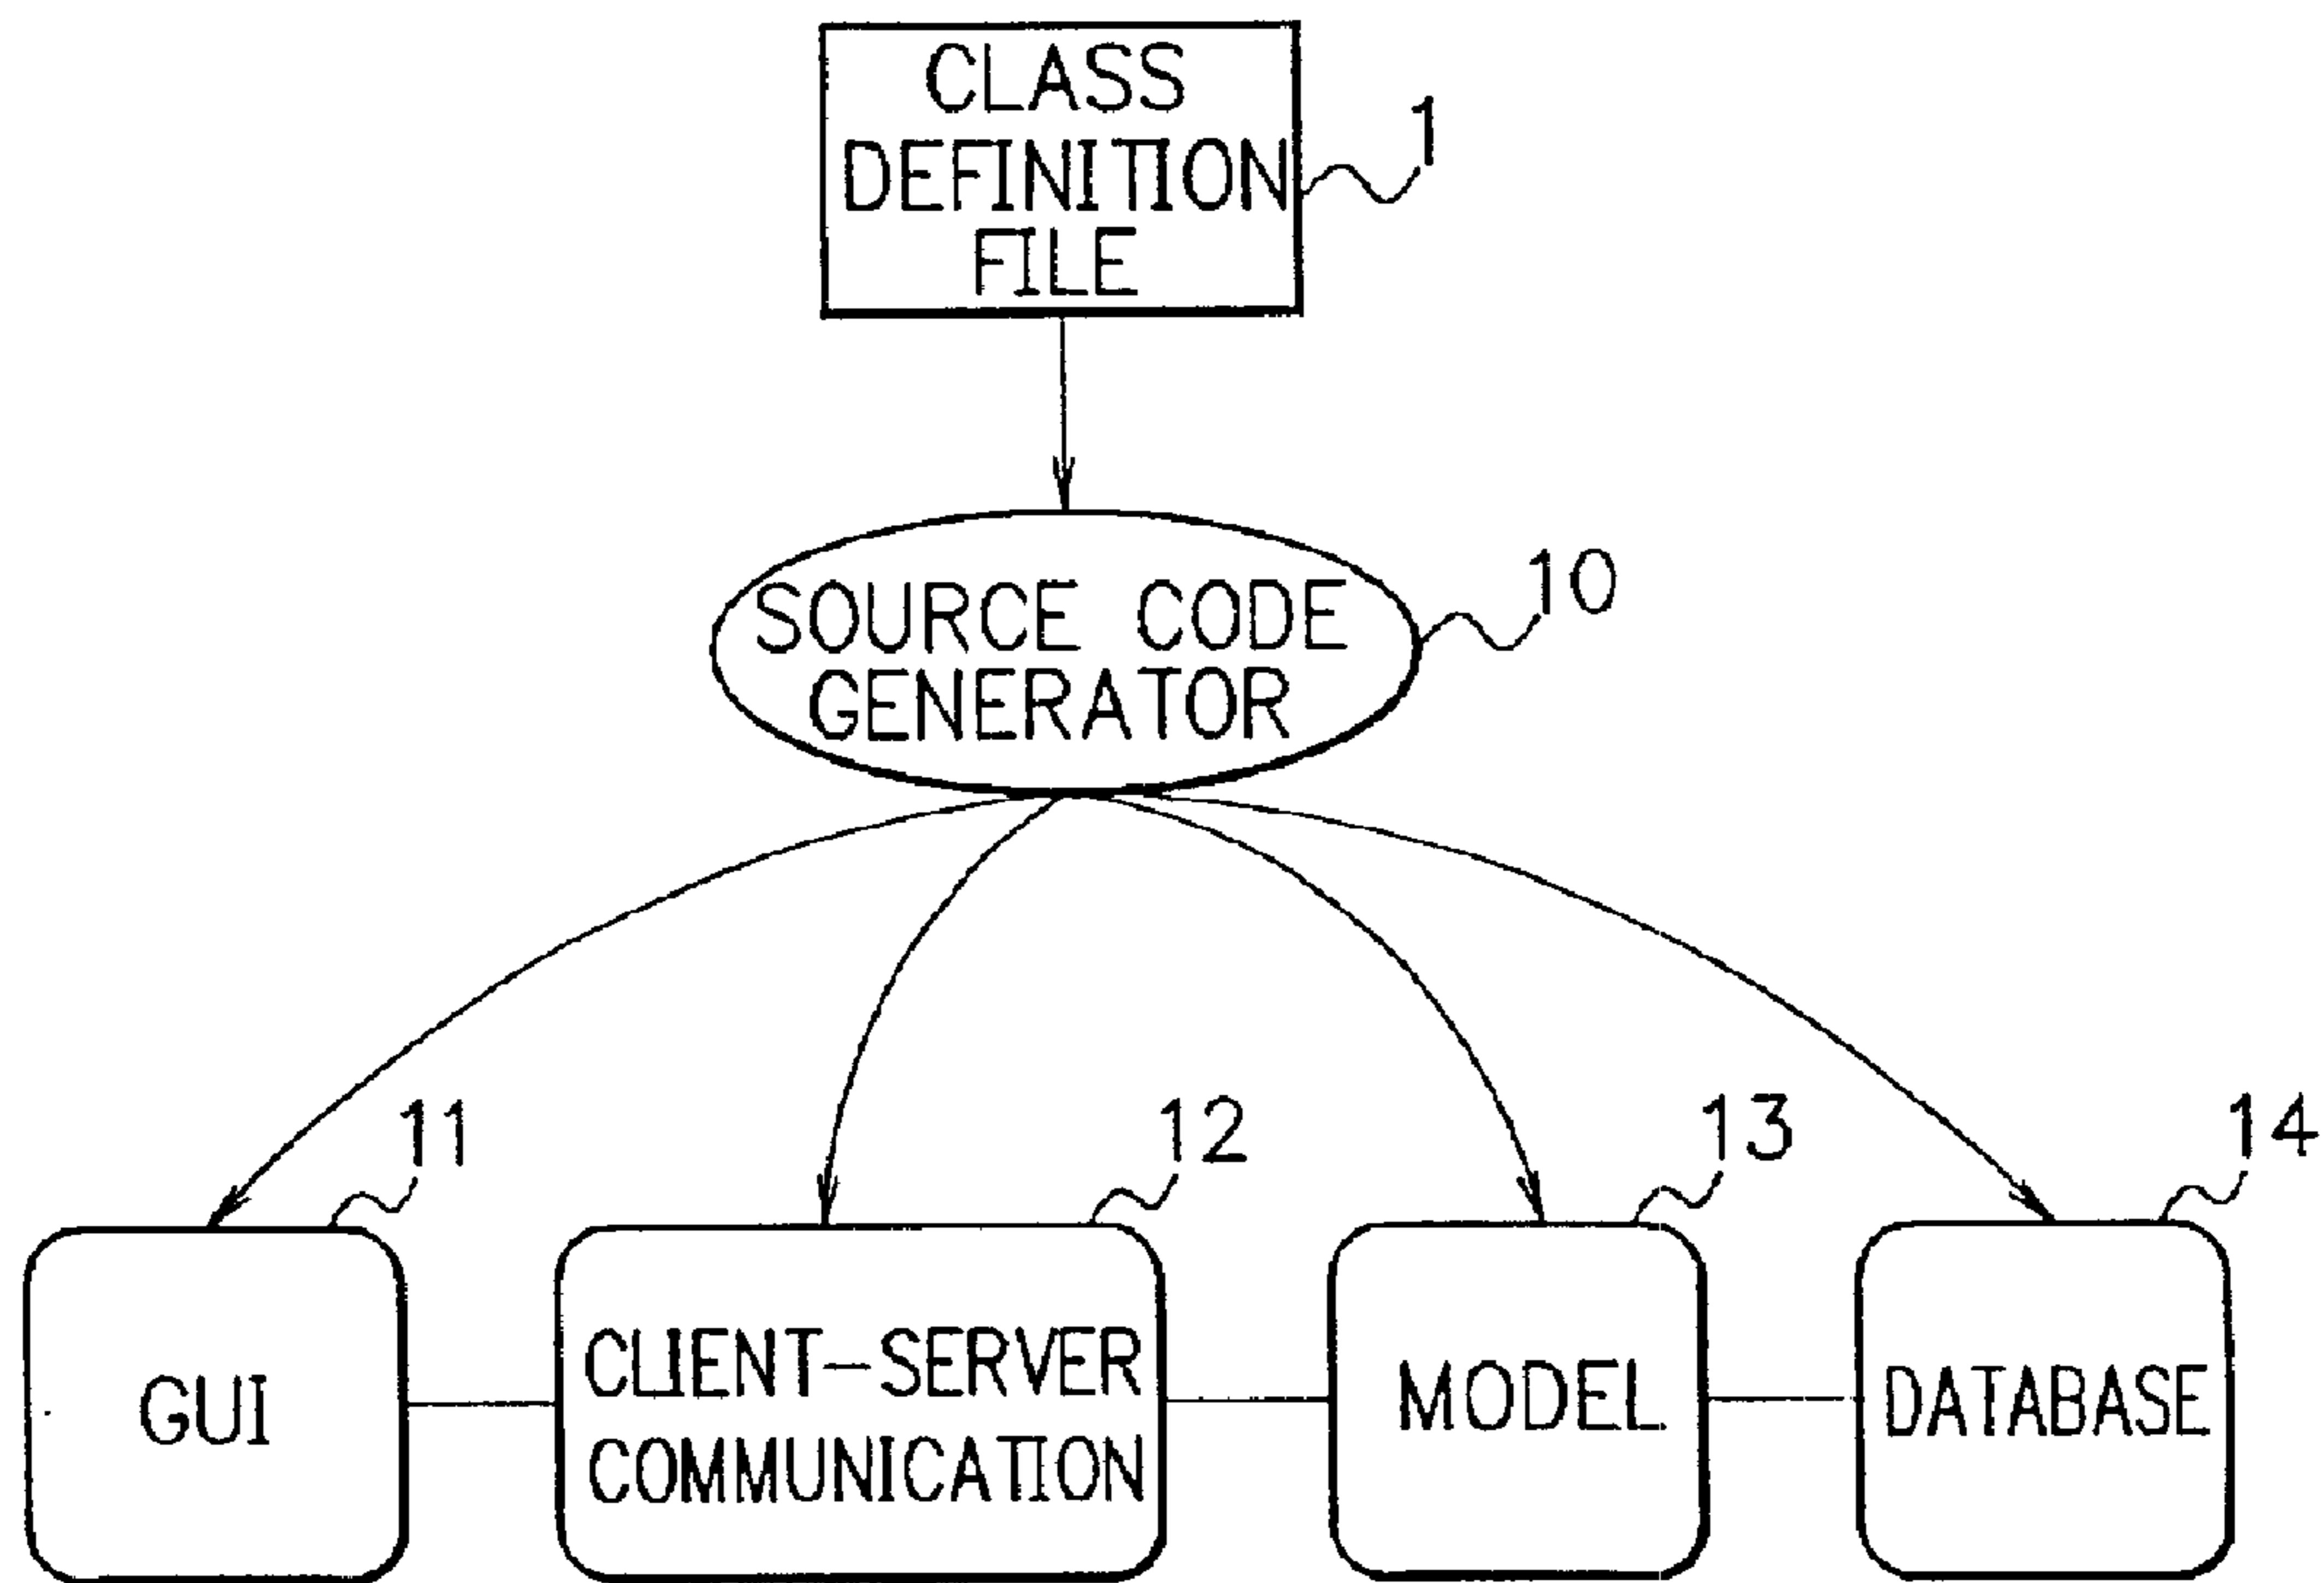 CLASS
DEFINITION
FILE
1
SOURCE CODE
GENERATOR
10
11
12
13
14
GUI
CLIENT-SERVER
COMMUNICATION
MODEL
DATABASE